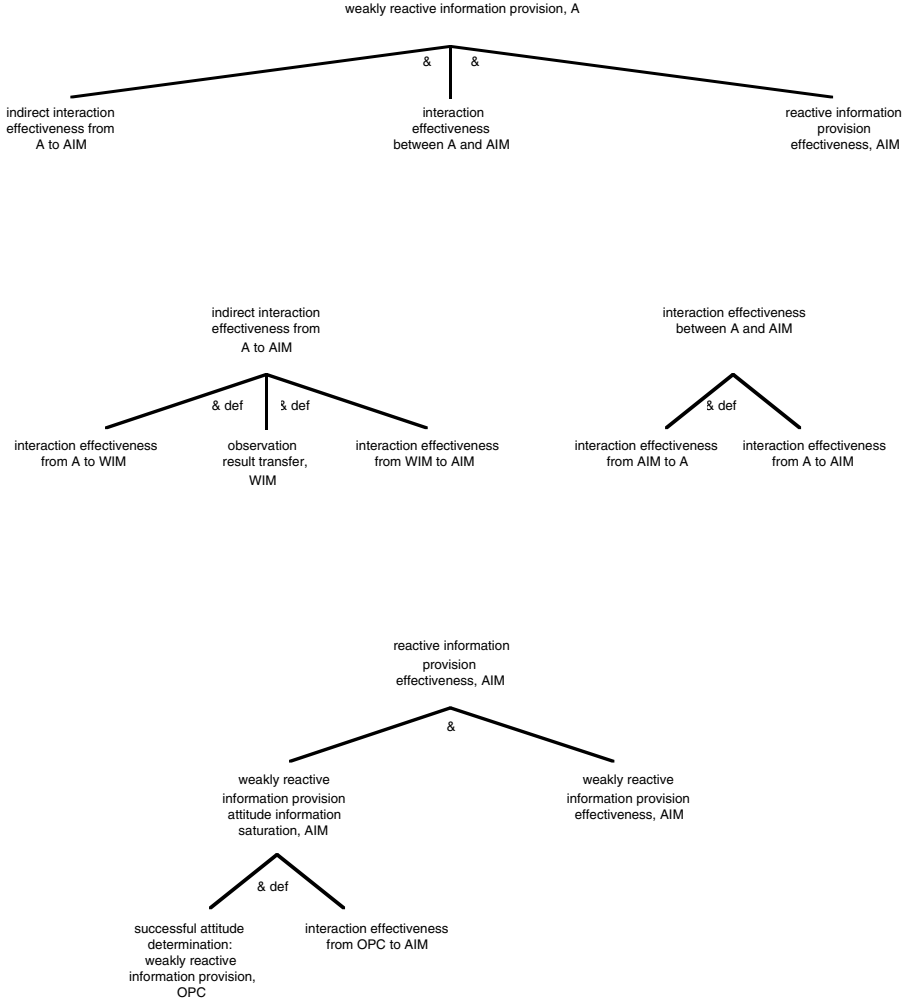 weakly reactive information provision, A
& &
indirect interaction
effectiveness from
A to AIM
interaction
effectiveness
between A and AIM
reactive information
provision
effectiveness, AIM
indirect interaction
effectiveness from
A to AIM
interaction effectiveness
between A and AIM
& def & def
& def
interaction effectiveness
from A to WIM
observation
result transfer,
WIM
interaction effectiveness
from WIM to AIM
interaction effectiveness
from AIM to A
interaction effectiveness
from A to AIM
reactive information
provision
effectiveness, AIM
&
weakly reactive
information provision
attitude information
saturation, AIM
weakly reactive
information provision
effectiveness, AIM
& def
successful attitude
determination:
weakly reactive
information provision,
OPC
interaction effectiveness
from OPC to AIM